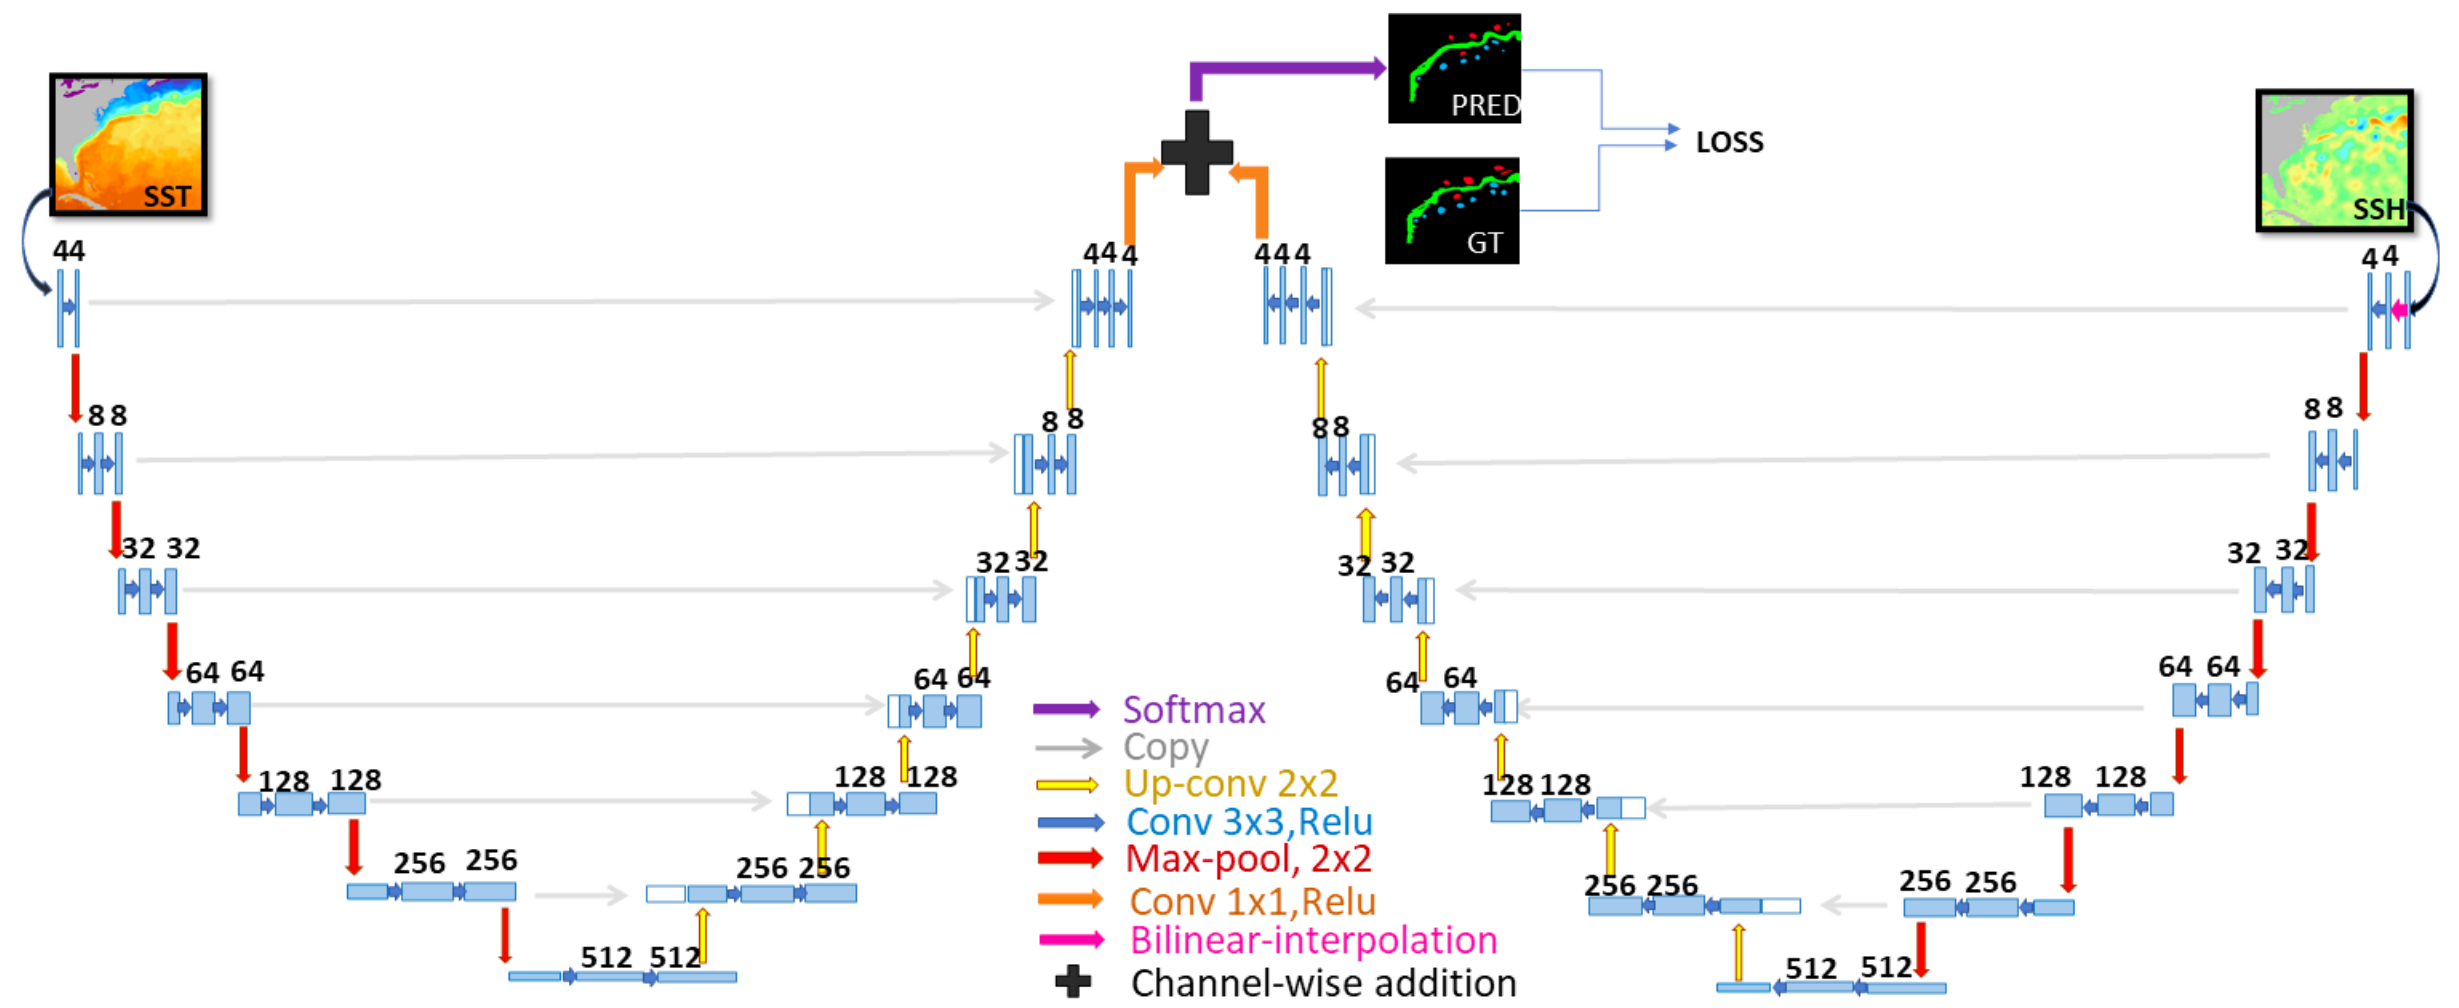 PRED
LOSS
GT
SST
SSH
44
444
444
44
88
8 8
88
88
32 32
32 32
32 32
32 32
64 64
64 64
64 64
64 64
128 128
128 128
128 128
128 128
256 256
256 256
256 256
256 256
512 512
512 512
Softmax
Copy
Up-conv 2x2
Conv 3x3,Relu
Max-pool, 2x2
Conv 1x1,Relu
Bilinear-interpolation
Channel-wise addition